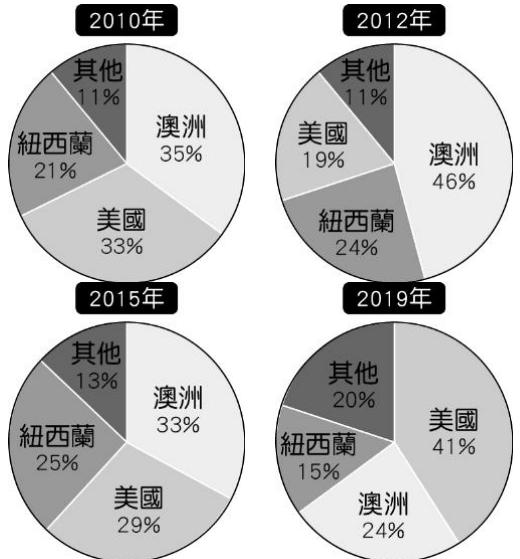 2010年
其他
11%
澳洲
35%
紐西蘭
21%
美國
33%
2012年
其他
11%
美國
19%
澳洲
46%
紐西蘭
24%
2015年
其他
13%
澳洲
33%
紐西蘭
25%
美國
29%
2019年
其他
20%
美國
41%
紐西蘭
15%
澳洲
24%